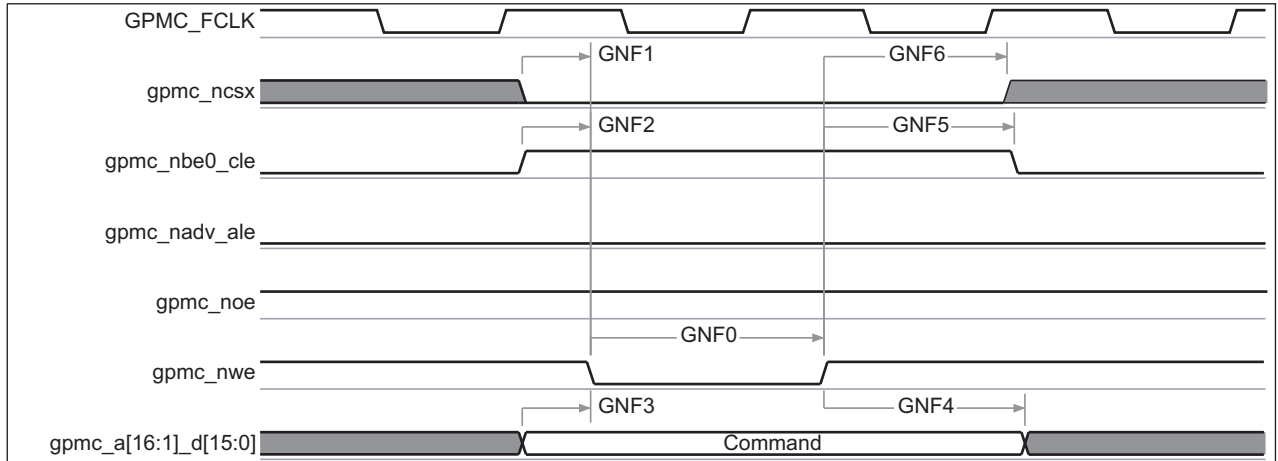 GPMC_FCLK
GNF1
GNF6
gpmc_ncsx
GNF2
GNF5
gpmc_nbe0_cle
gpmc_nadv_ale
gpmc_noe
GNF0
gpmc_nwe
GNF3
GNF4
gpmc_a[16:1]_d[15:0]
Command